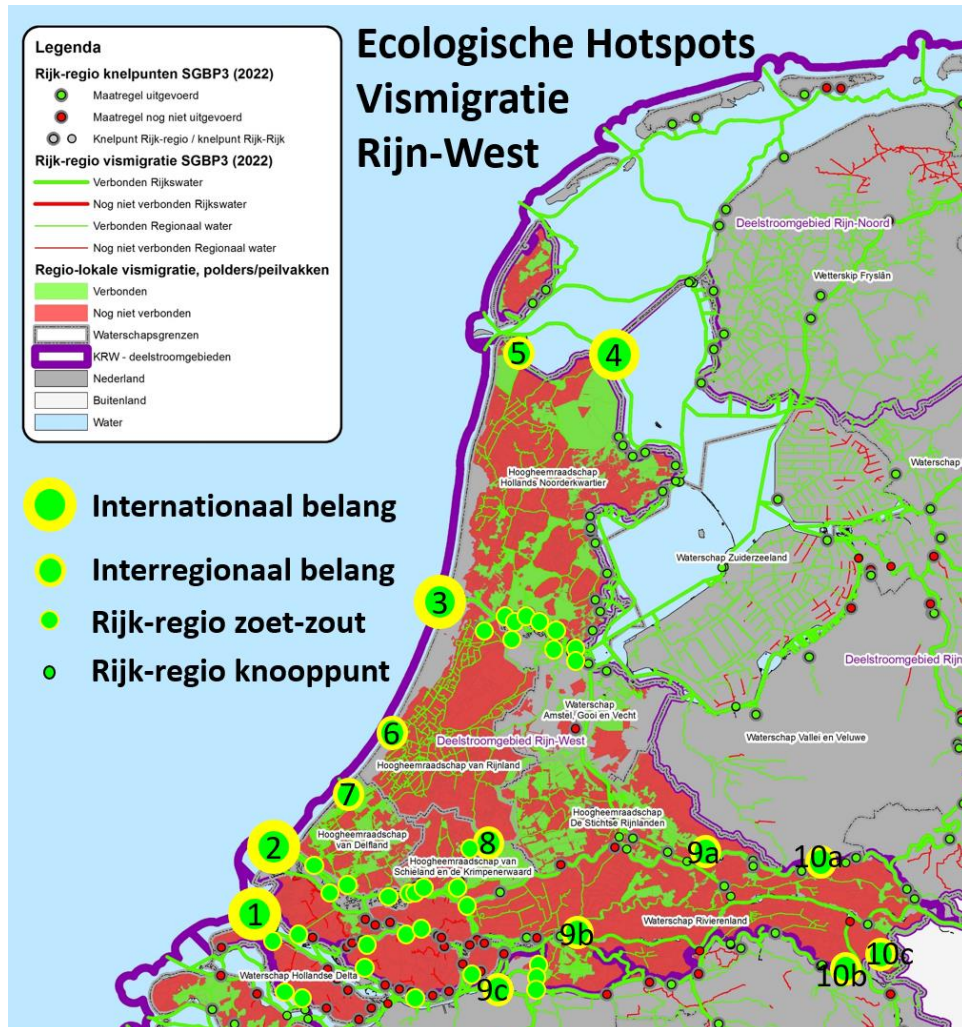 Ecologische Hotspots
Vismigratie
Rijn-West
Legenda
Rijk-regio knelpunten SGBP3 (2022)
Maatregel uitgevoerd
Maatregel nog niet uitgevoerd
Knelpunt Rijk-regio / knelpunt Rijk-Rijk
Rijk-regio vismigratie SGBP3 (2022)
Verbonden Rijkswater
Nog niet verbonden Rijkswater
Verbonden Regionaal water
Nog niet verbonden Regionaal water
Regio-lokale vismigratie, polders/peilvakken
Verbonden
Nog niet verbonden
Waterschapsgrenzen
KRW - deelstroomgebieden
Nederland
Buitenland
Water
Internationaal belang
Interregionaal belang
Rijk-regio zoet-zout
Rijk-regio knooppunt
Deelstroomgebied Rijn-Noord
Wetterskip Fryslân
5
4
Hoogheemraadschap
Hollands Noorderkwartier
Waterschap
Waterschap Zuiderzeeland
3
Deelstroomgebied Rijn
Waterschap
Amstel, Gooi en Vecht
6
Deelstroomgebied Rijn-West
Waterschap Vallei en Veluwe
Hoogheemraadschap van Rijnland
7
Hoogheemraadschap
De Stichtse Rijnlanden
Hoogheemraadschap
van Delfland
2
8
9a
10a
Hoogheemraadschap van
Schieland en de Krimpenerwaard
1
Waterschap Rivierenland
9b
10c
10b
Waterschap Hollandse Delta
9c